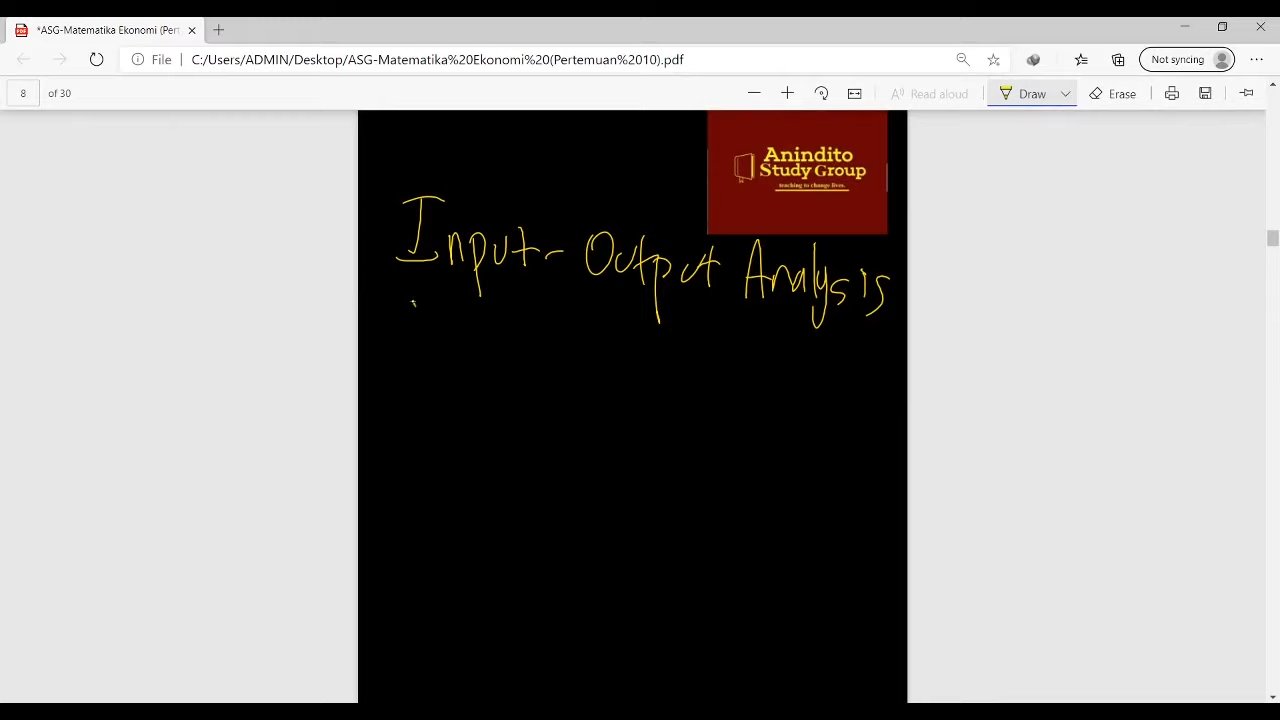 *ASG-Matematika Ekonomi (Pert
File
C:/Users/ADMIN/Desktop/ASG-Matematika%20Ekonomi%20(Pertemuan%2010).pdf
Not syncing
8 of 30
Read aloud
Draw
Erase
Anindito
Study Group
teaching to change lives.
Input-Output Analysis